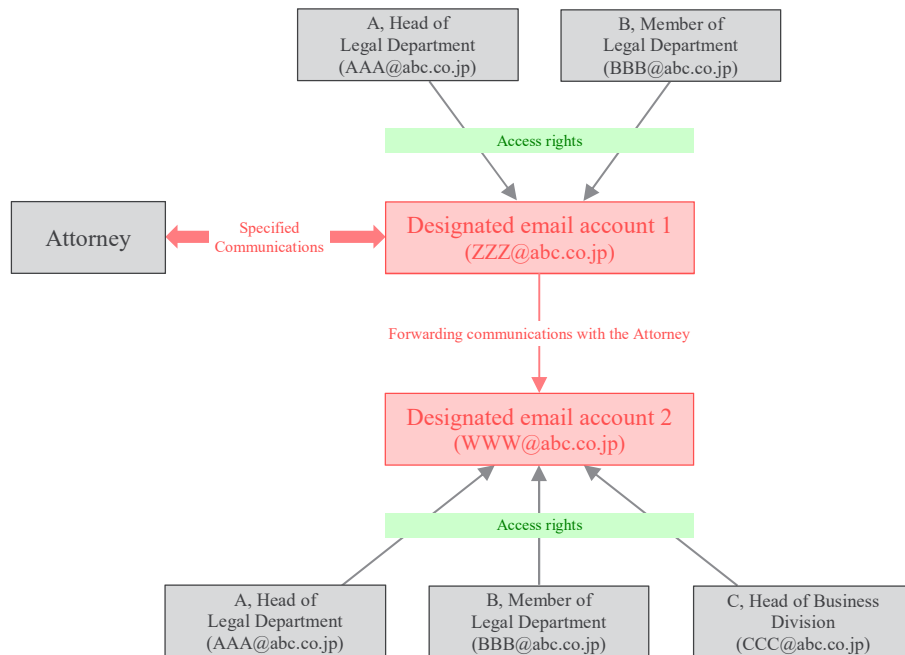 A, Head of
Legal Department
(AAA@abc.co.jp)
B, Member of
Legal Department
(BBB@abc.co.jp)
Access rights
Attorney
Specified
Communications
Designated email account 1
(ZZZ@abc.co.jp)
Forwarding communications with the Attorney
Designated email account 2
(WWW@abc.co.jp)
Access rights
A, Head of
Legal Department
(AAA@abc.co.jp)
B, Member of
Legal Department
(BBB@abc.co.jp)
C, Head of Business
Division
(CCC@abc.co.jp)